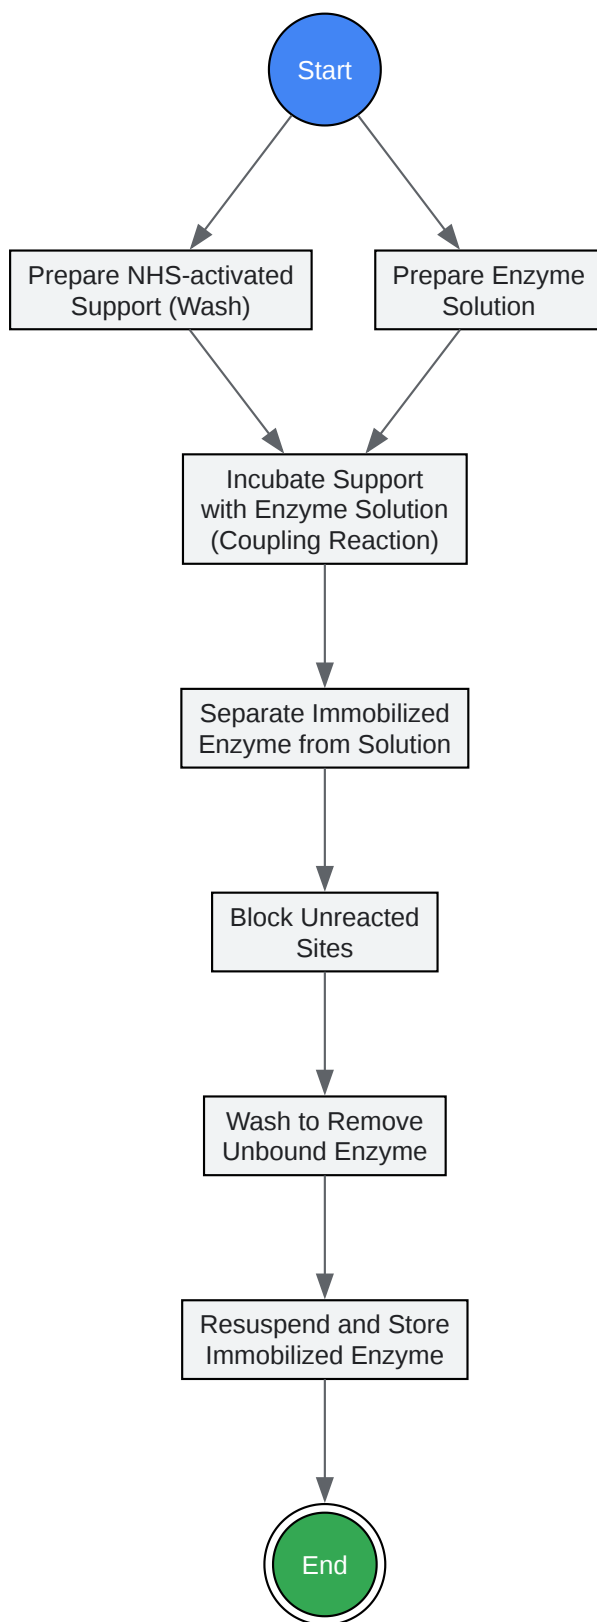 Start
Prepare NHS-activated
Support (Wash)
Prepare Enzyme
Solution
Incubate Support
with Enzyme Solution
(Coupling Reaction)
Separate Immobilized
Enzyme from Solution
Block Unreacted
Sites
Wash to Remove
Unbound Enzyme
Resuspend and Store
Immobilized Enzyme
End